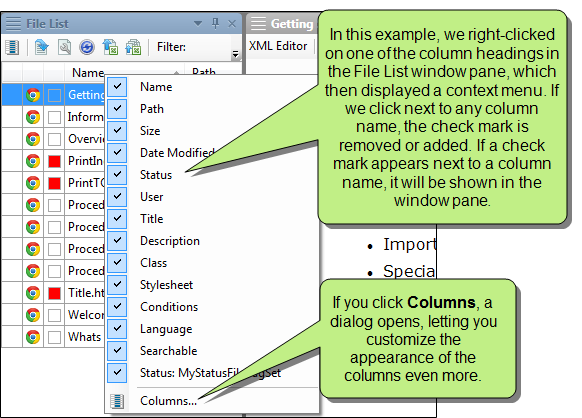 File List
Getting
Filter:
XML Editor
Name
Path
Getting
Inform
Overvie
PrintIn
PrintTO
Proced
Proced
Proced
Proced
Title.ht
Welcor
Whats
Name
Path
Size
Date Modified
Status
User
Title
Description
Class
Stylesheet
Conditions
Language
Searchable
Status: MyStatusFil gSet
Columns...
In this example, we right-clicked
on one of the column headings in
the File List window pane, which
then displayed a context menu. If
we click next to any column
name, the check mark is
removed or added. If a check
mark appears next to a column
name, it will be shown in the
window pane.
• Import
• Specia
If you click Columns, a
dialog opens, letting you
customize the
appearance of the
columns even more.